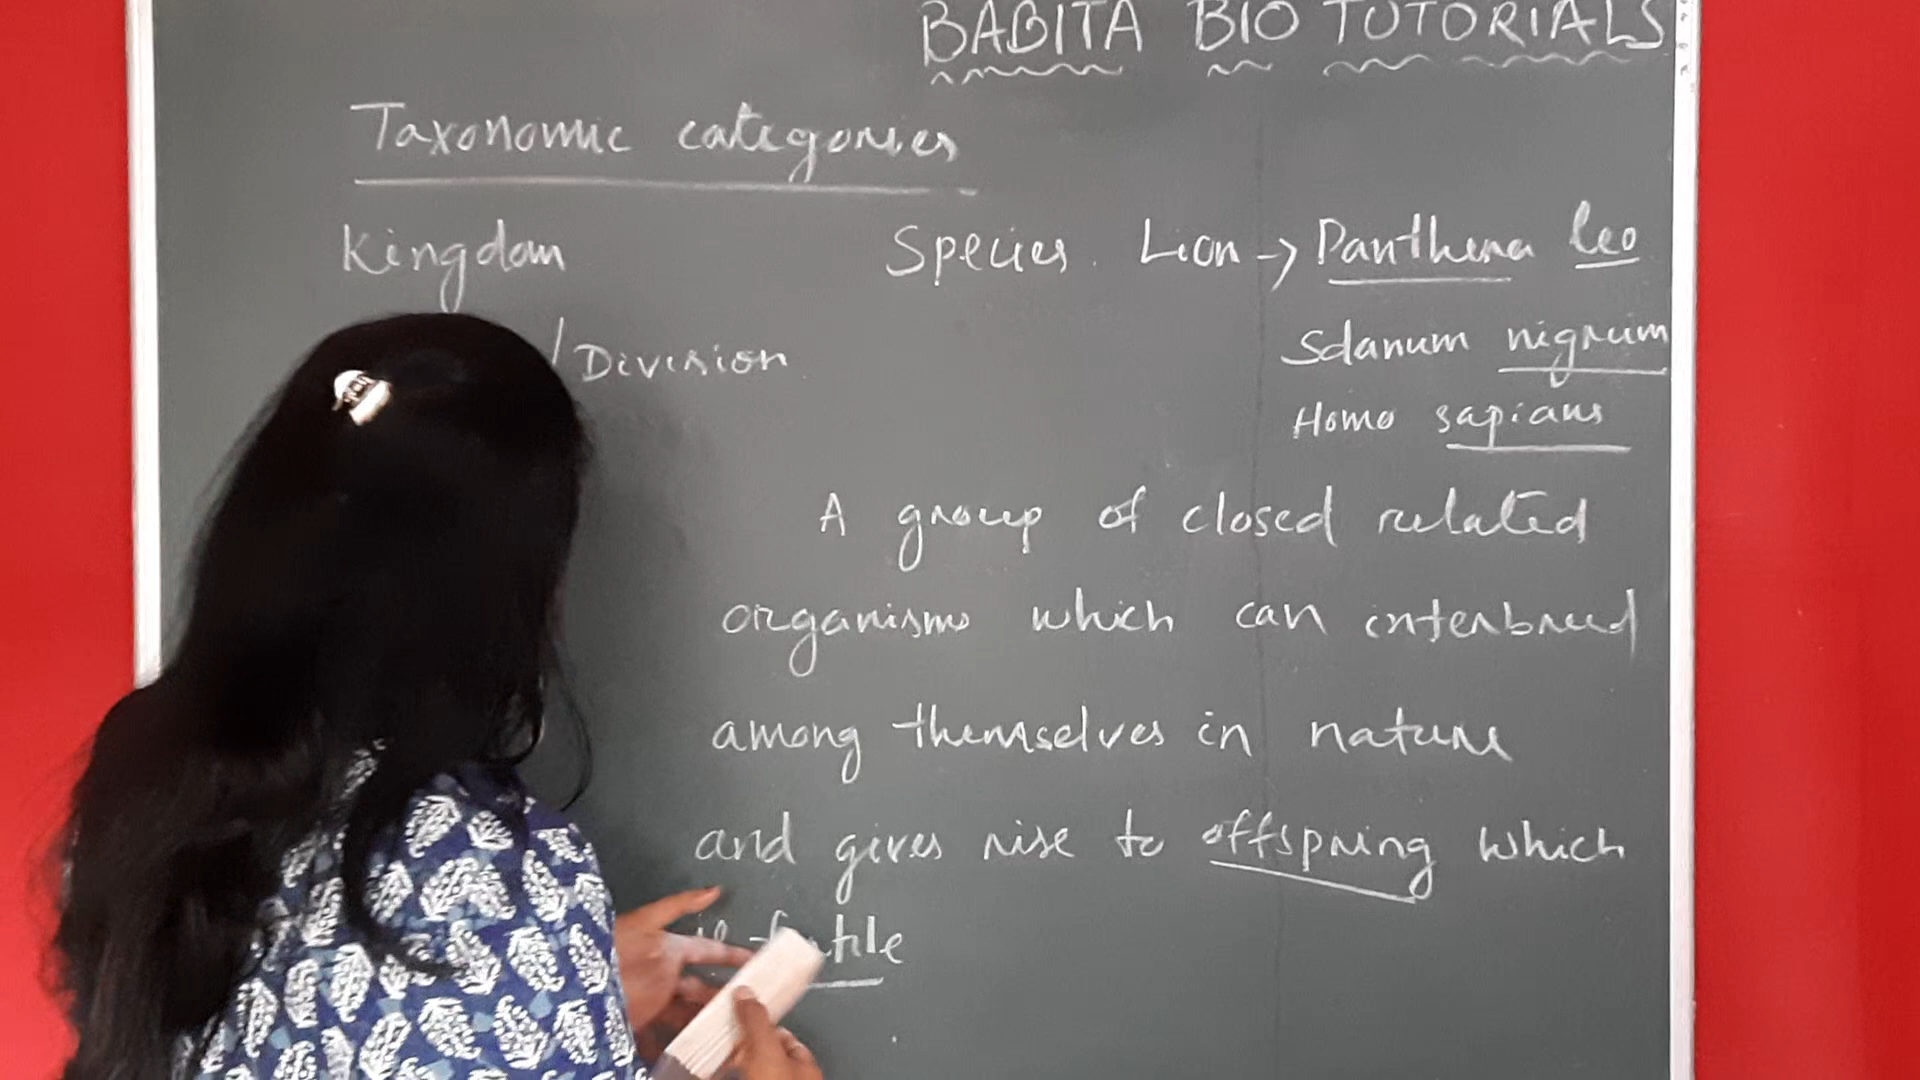 BABITA BIO TUTORIALS
Taxonomic categories
Kingdom
/Division
Species. Lion → Panthera leo
Solanum nigrum
Homo sapians
A group of closed related
organisms which can interbreed
among themselves in nature
and gives rise to offspring which